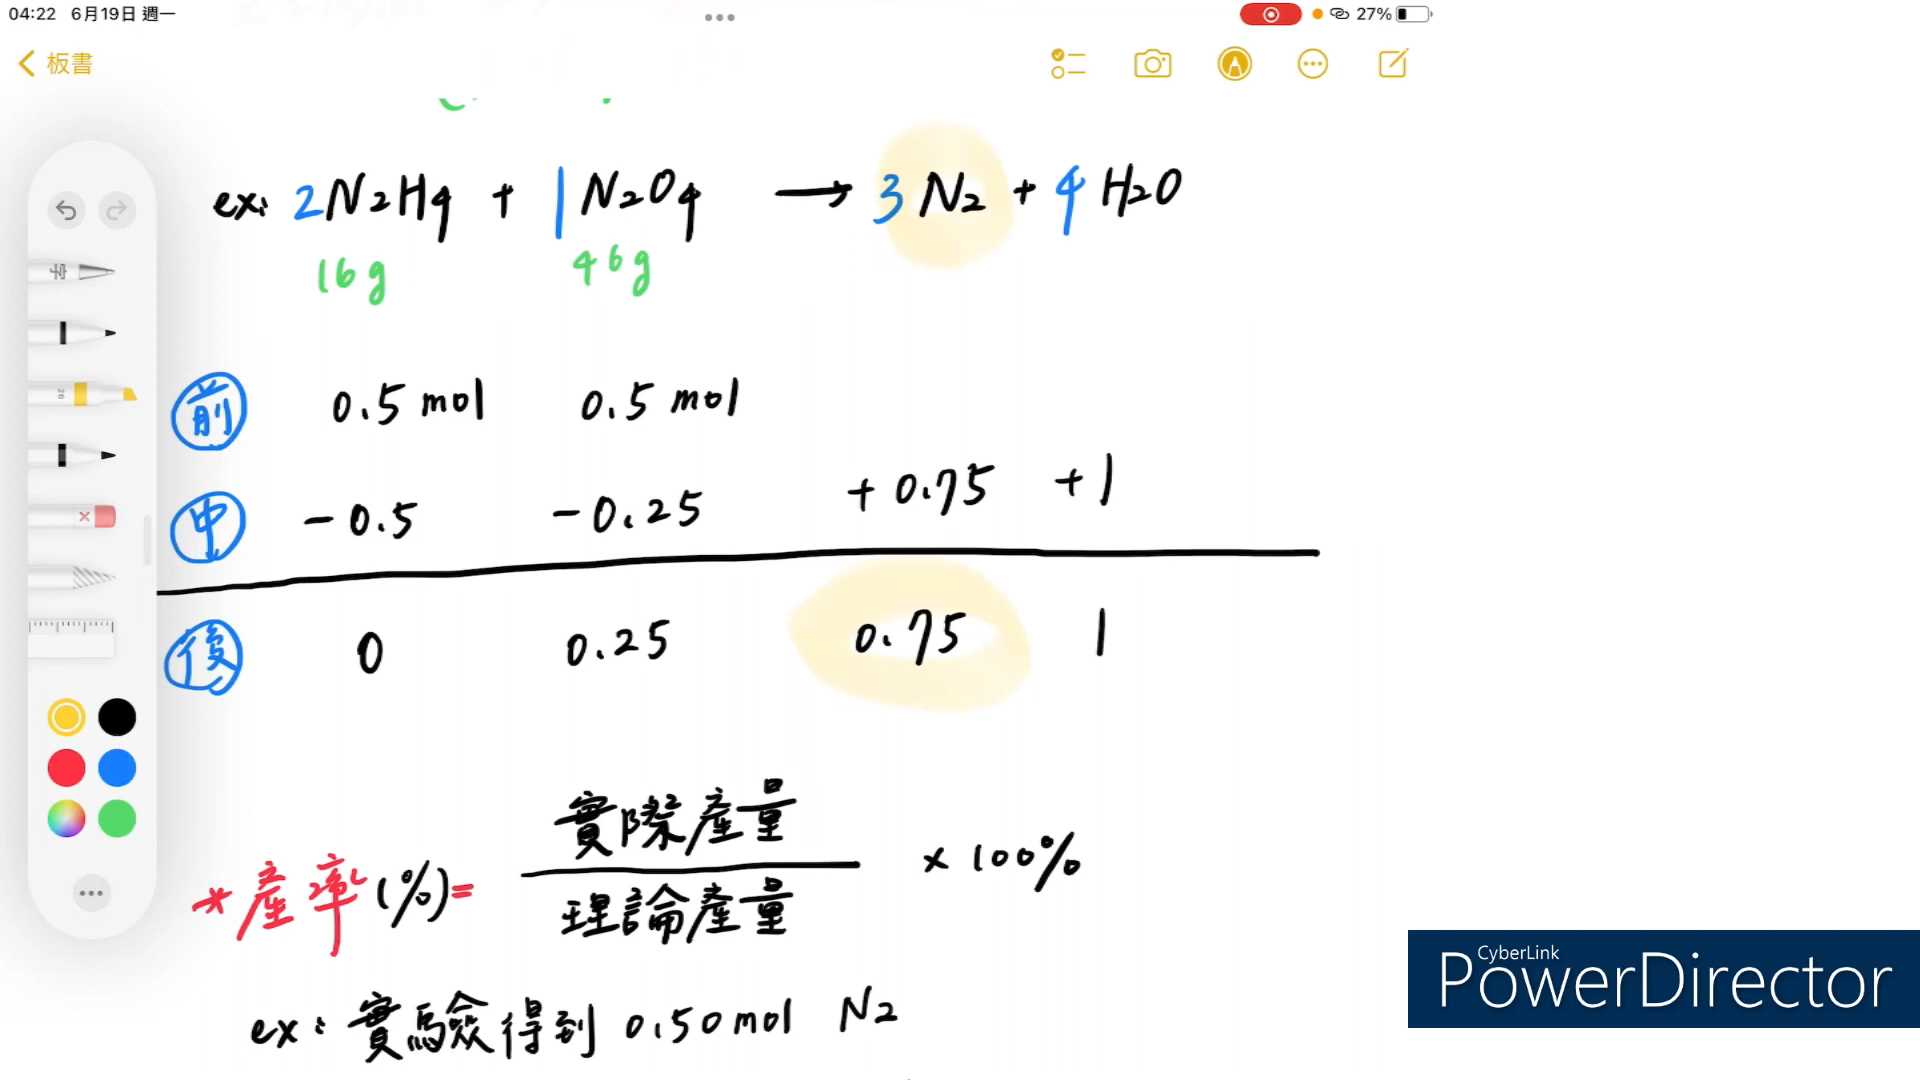 04:22 6月19日 週一
27%
板書
ex: 2N2H4 + 1N2O4 → 3N2 + 4H2O
16g 46g
前 0.5 mol 0.5 mol
中 -0.5 -0.25 +0.75 +1
後 0 0.25 0.75 1
*產率(%)= 實際產量 × 100%
理論產量
ex: 實驗得到 0.50 mol N2
CyberLink
PowerDirector